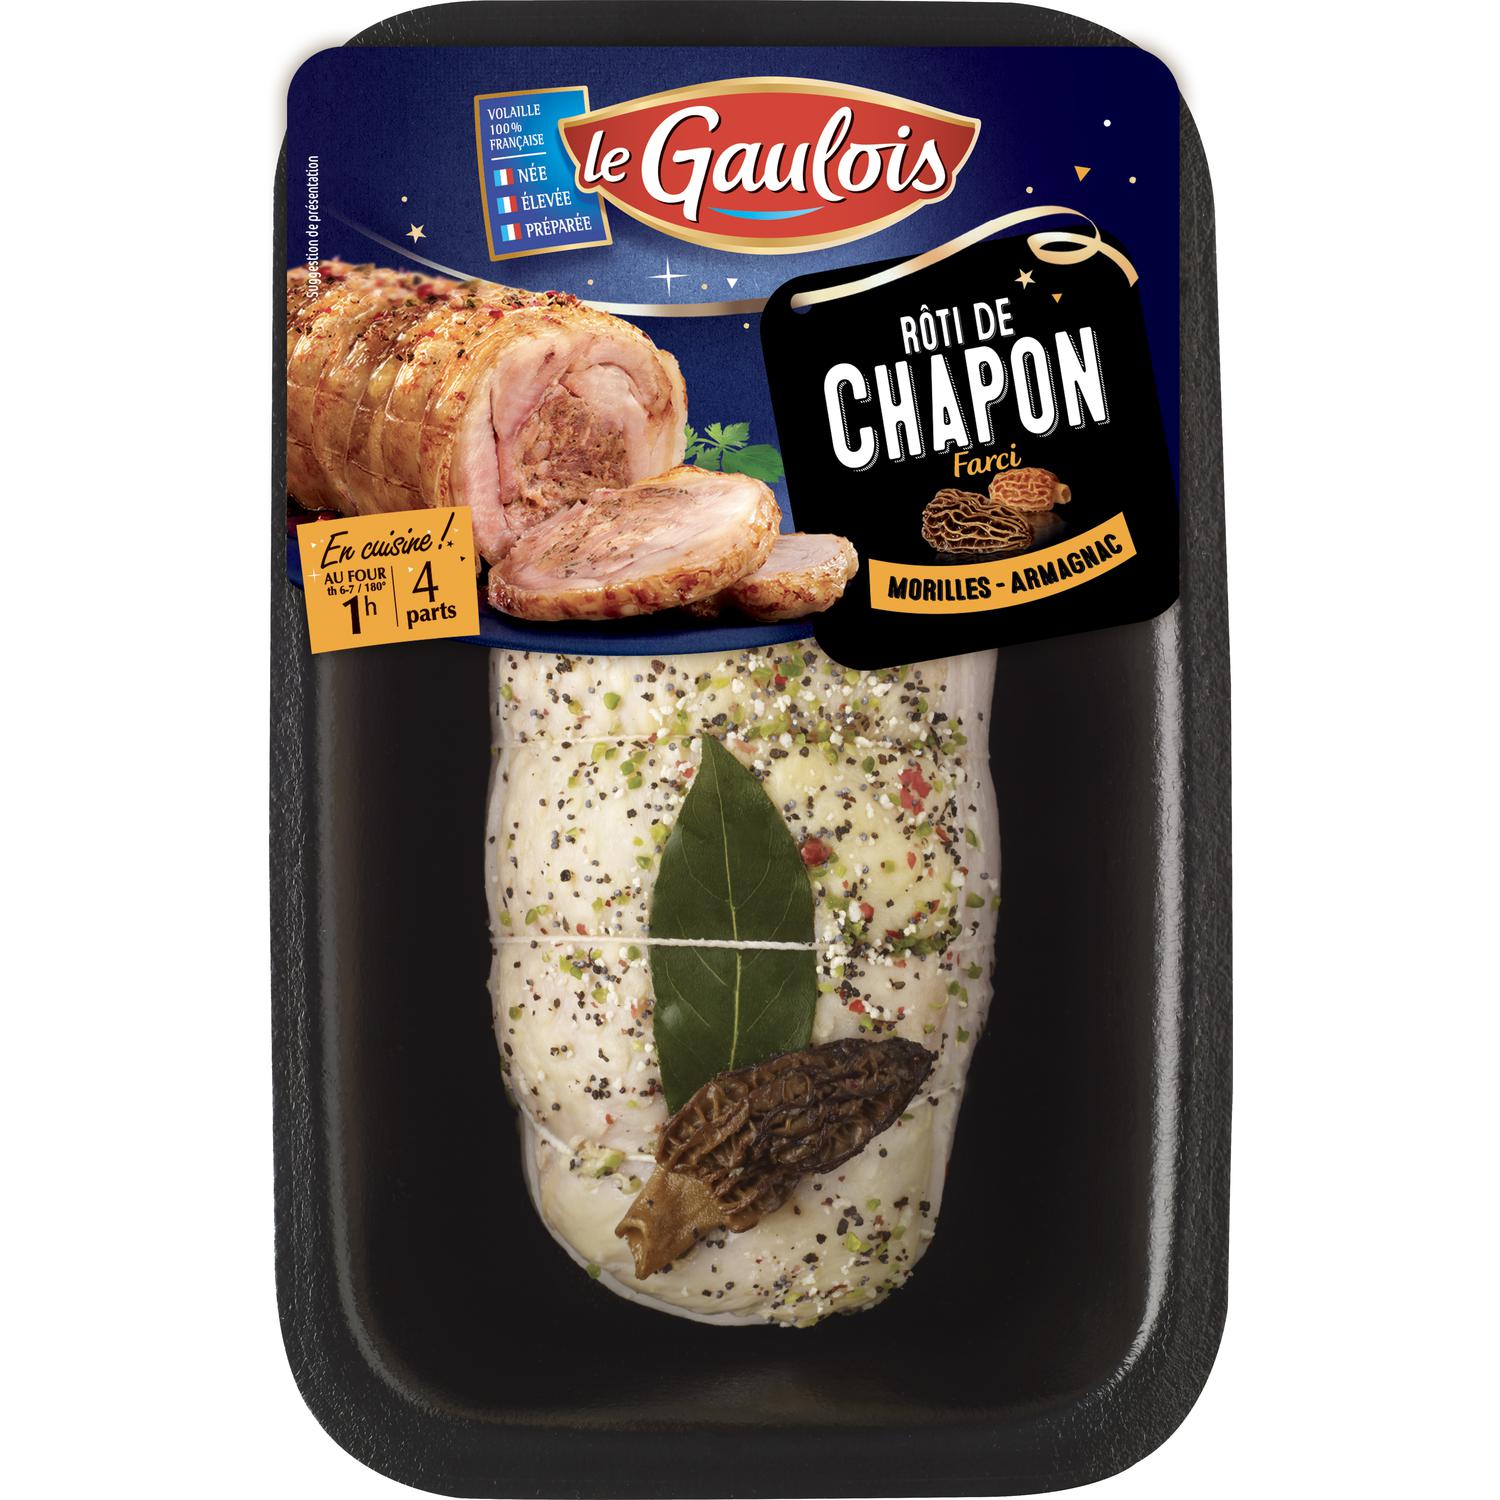 VOLAILLE
100%
FRANÇAISE
NÉE
ÉLEVÉE
PRÉPARÉE
le Gaulois
Suggestion de présentation
RÔTI DE
CHAPON
Farci
MORILLES - ARMAGNAC
En cuisine !
AU FOUR
th 6-7 / 180°
1h
4
parts